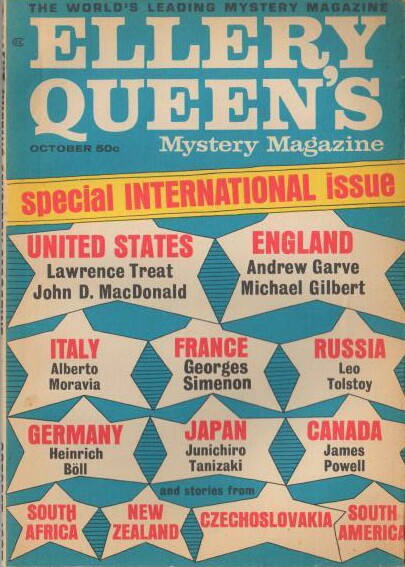 THE WORLD'S LEADING MYSTERY MAGAZINE
ELLERY
QUEEN'S
Mystery Magazine
OCTOBER 50c
special INTERNATIONAL issue
UNITED STATES
Lawrence Treat
John D. MacDonald
ENGLAND
Andrew Garve
Michael Gilbert
ITALY
Alberto
Moravia
FRANCE
Georges
Simenon
RUSSIA
Leo
Tolstoy
GERMANY
Heinrich
Böll
JAPAN
Junichiro
Tanizaki
CANADA
James
Powell
and stories from
SOUTH
AFRICA
NEW
ZEALAND
CZECHOSLOVAKIA
SOUTH
AMERICA